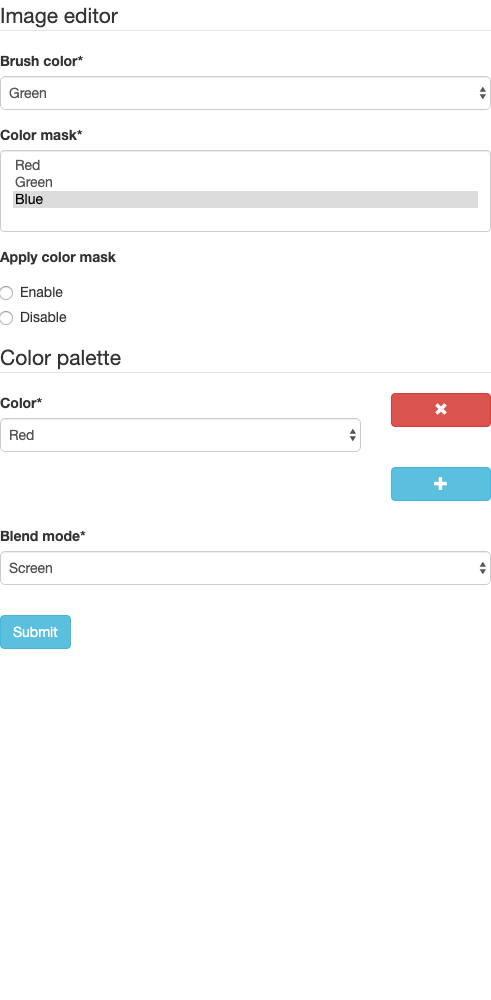 Image editor
Brush color*
Green
Color mask*
Red
Green
Blue
Apply color mask
Enable
Disable
Color palette
Color*
Red
Blend mode*
Screen
Submit